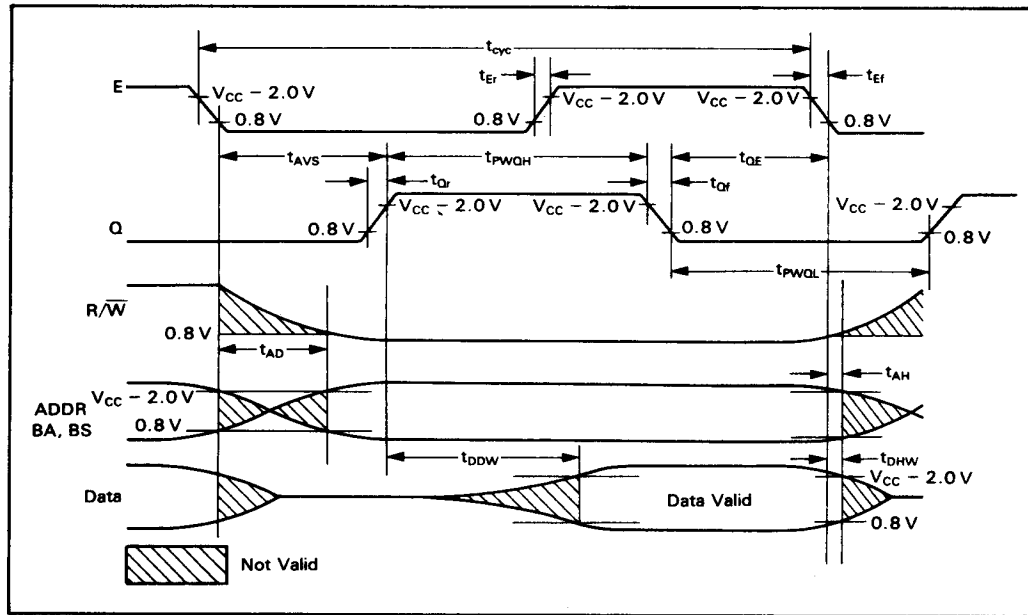 tcyc
tEr
tEf
E
VCC − 2.0 V
VCC − 2.0 V
VCC − 2.0 V
0.8 V
0.8 V
0.8 V
tAVS
tPWQH
tQE
tQr
tQf
VCC − 2.0 V
VCC − 2.0 V
VCC − 2.0 V
Q
0.8 V
0.8 V
0.8 V
tPWQL
R/W̅
0.8 V
tAD
tAH
VCC − 2.0 V
ADDR
BA, BS
0.8 V
tDDW
tDHW
VCC − 2.0 V
Data
Data Valid
0.8 V
Not Valid